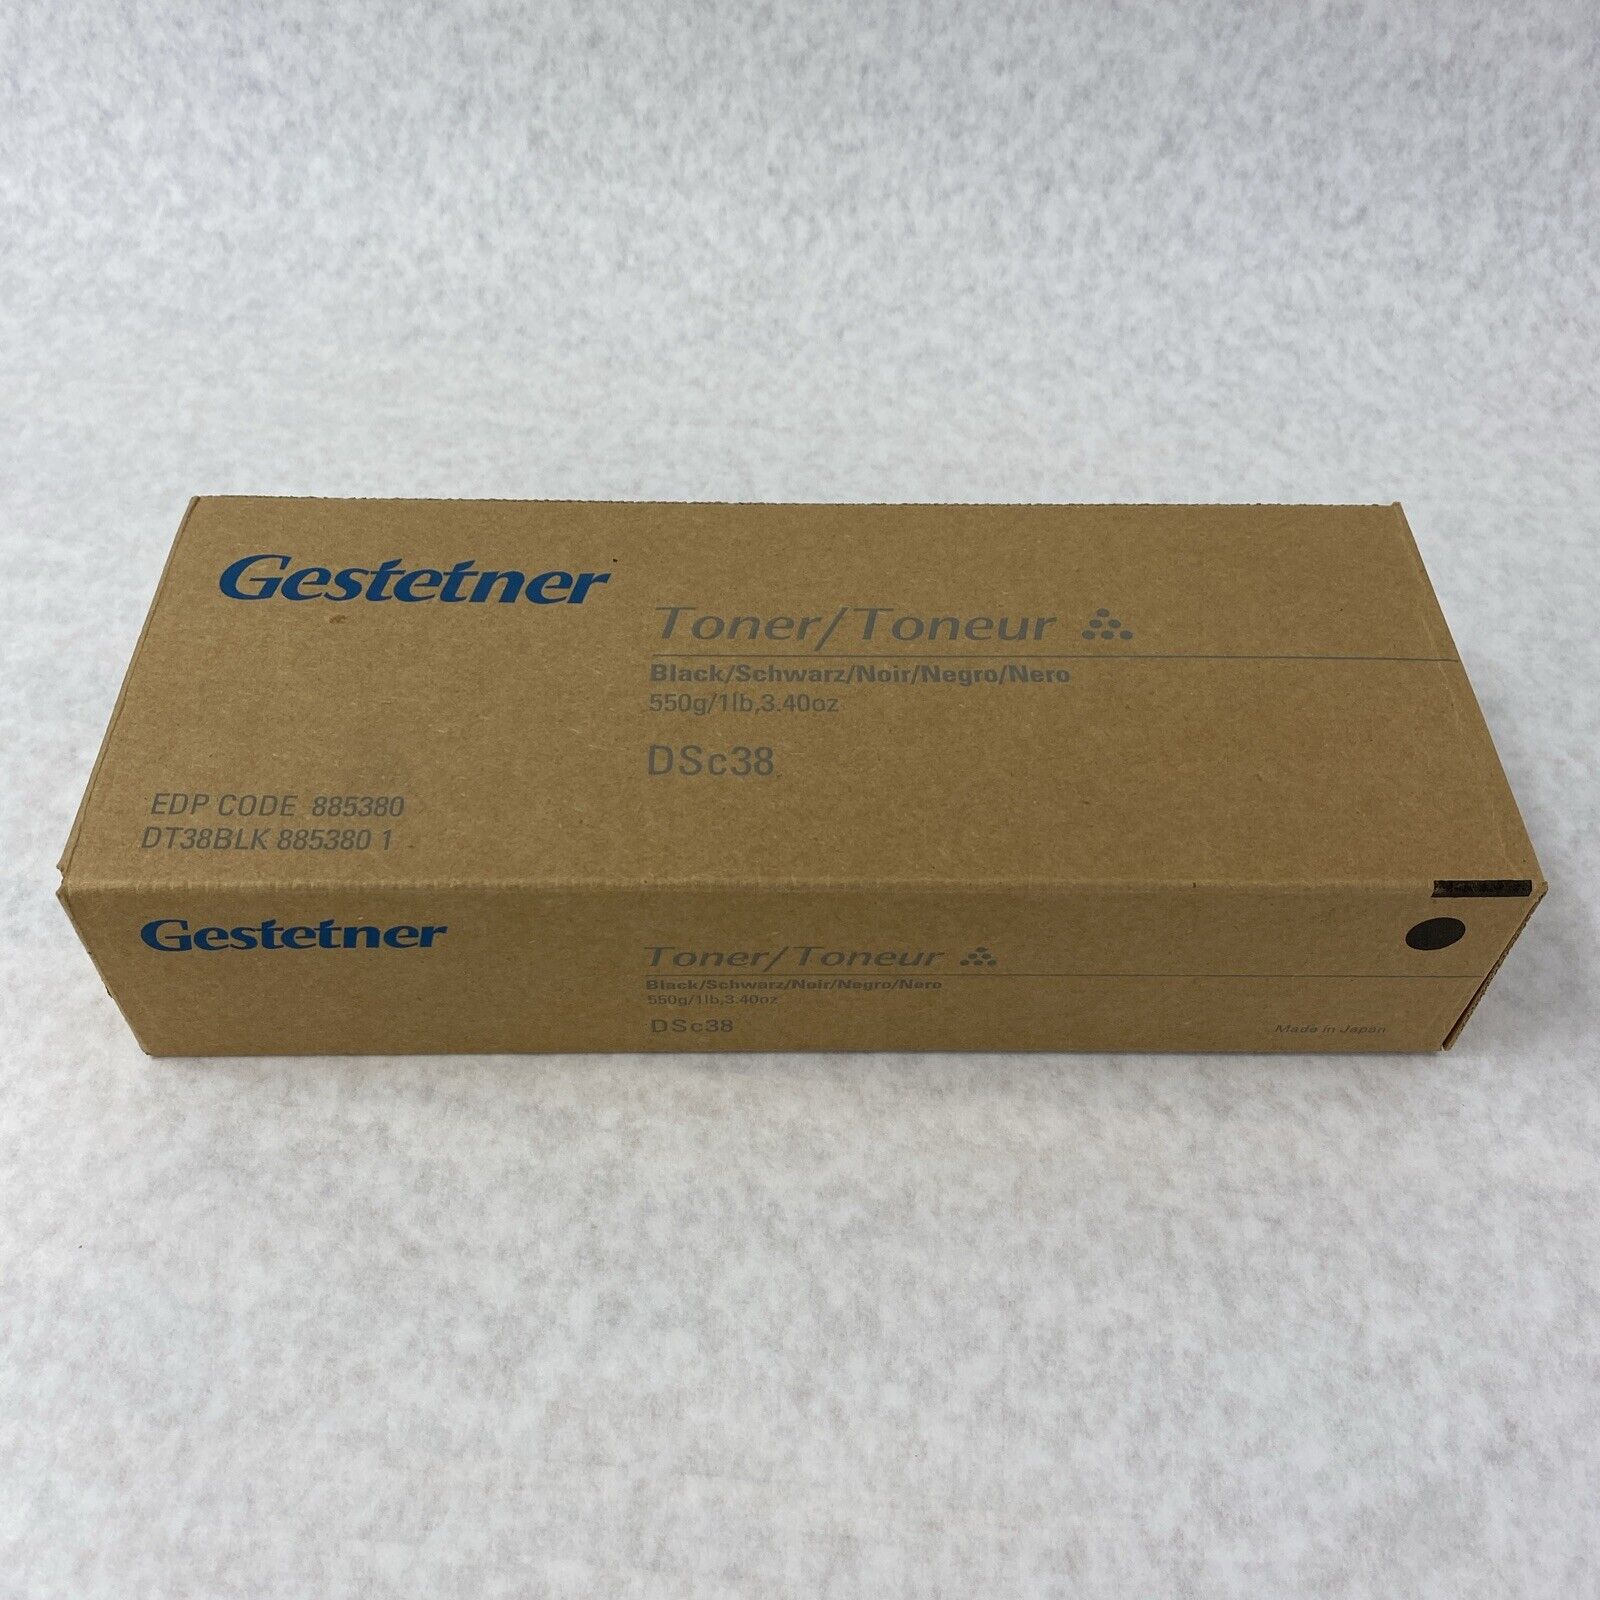 Gestetner
Toner/Toneur
Black/Schwarz/Noir/Negro/Nero
550g/1lb,3.40oz
DSc38
EDP CODE 885380
DT38BLK 885380 1
Gestetner
Toner/Toneur
Black/Schwarz/Noir/Negro/Nero
550g/1lb,3.40oz
DSc38
Made in Japan